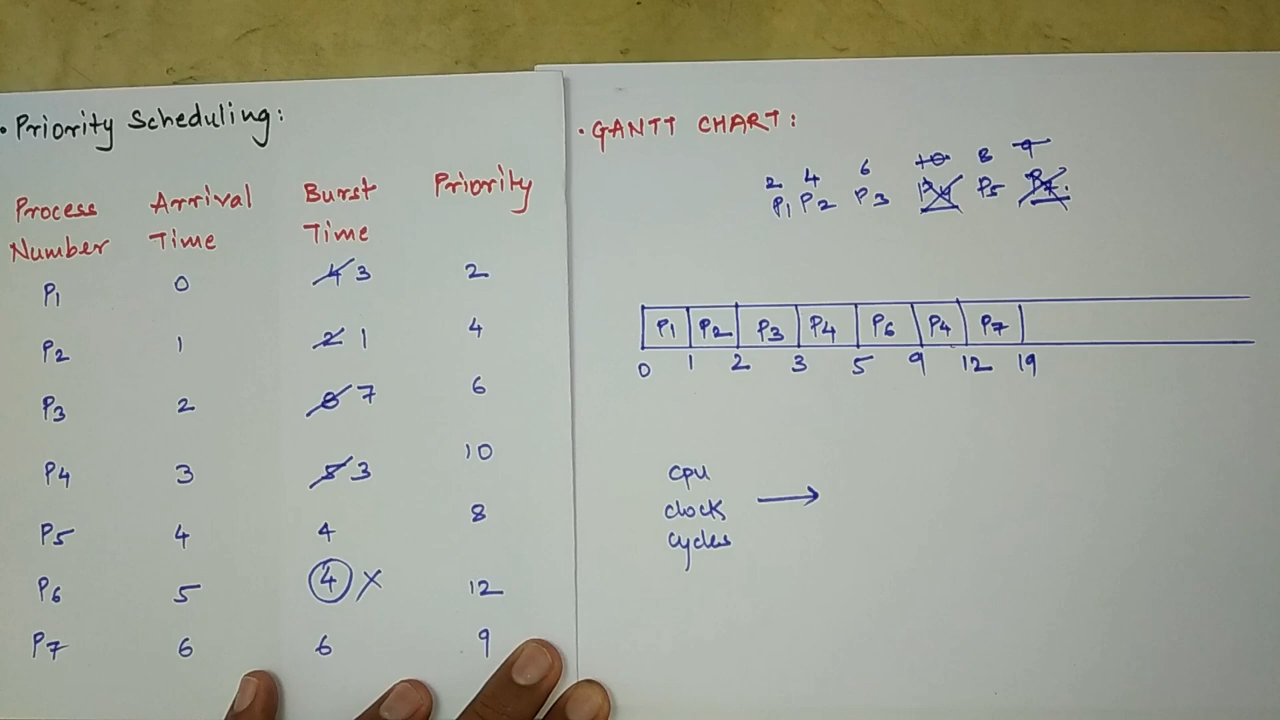 • Priority Scheduling:
Process Number Arrival Time Burst Time Priority
P1 0 4 3 2
P2 1 2 1 4
P3 2 8 7 6
P4 3 5 3 10
P5 4 4 8
P6 5 4 X 12
P7 6 6 9
• GANTT CHART:
2 4 6 10 8 9
P1 P2 P3 P4 P5 P7
P1 P2 P3 P4 P6 P4 P7
0 1 2 3 5 9 12 19
CPU
clock
cycles →